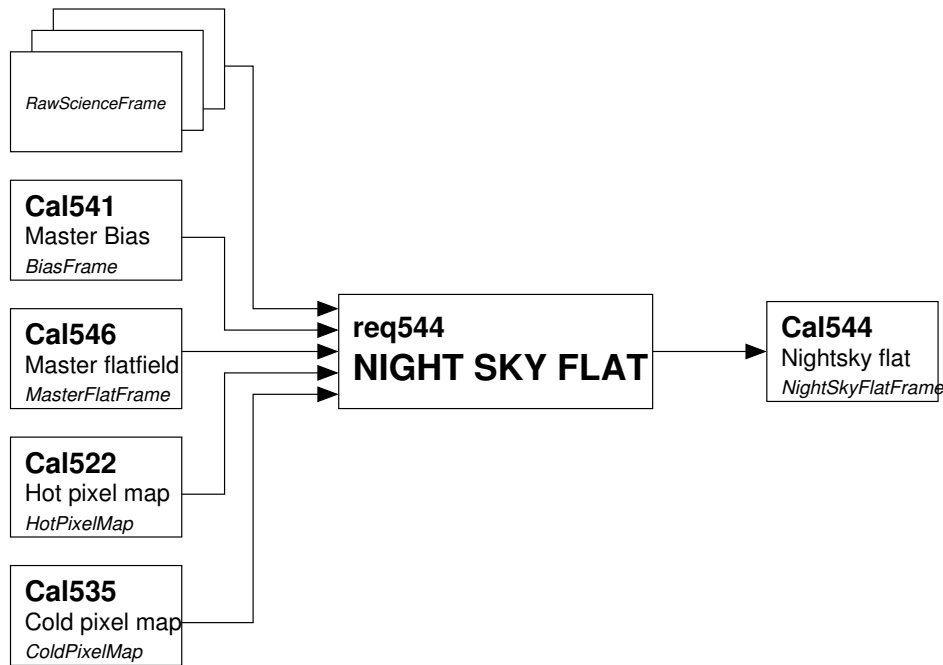 RawScienceFrame
Cal541
Master Bias
BiasFrame
Cal546
Master flatfield
MasterFlatFrame
Cal522
Hot pixel map
HotPixelMap
Cal535
Cold pixel map
ColdPixelMap
req544
NIGHT SKY FLAT
Cal544
Nightsky flat
NightSkyFlatFrame